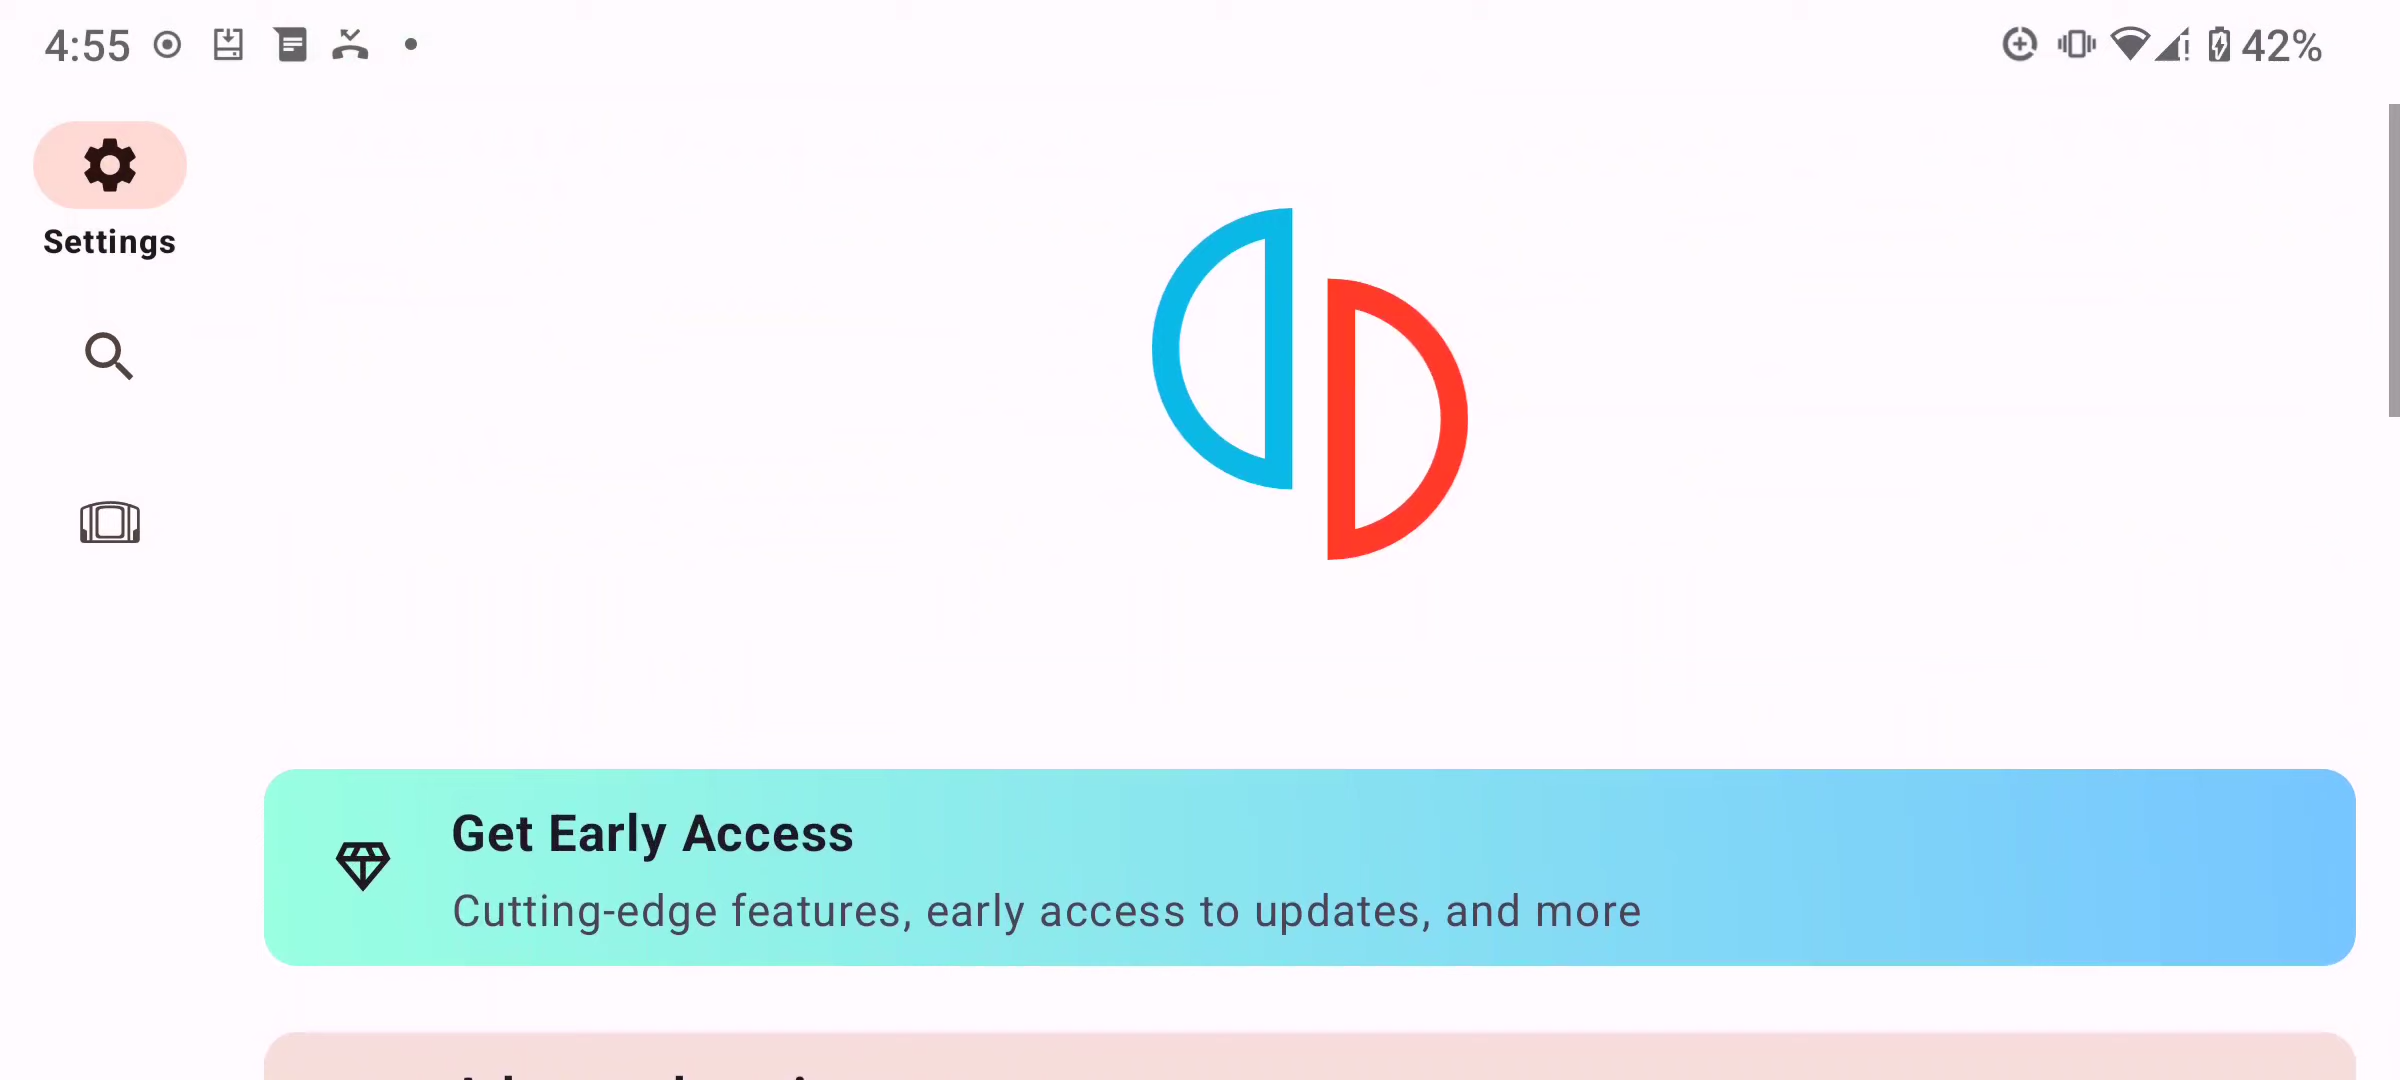 4:55
42%
Settings
Get Early Access
Cutting-edge features, early access to updates, and more